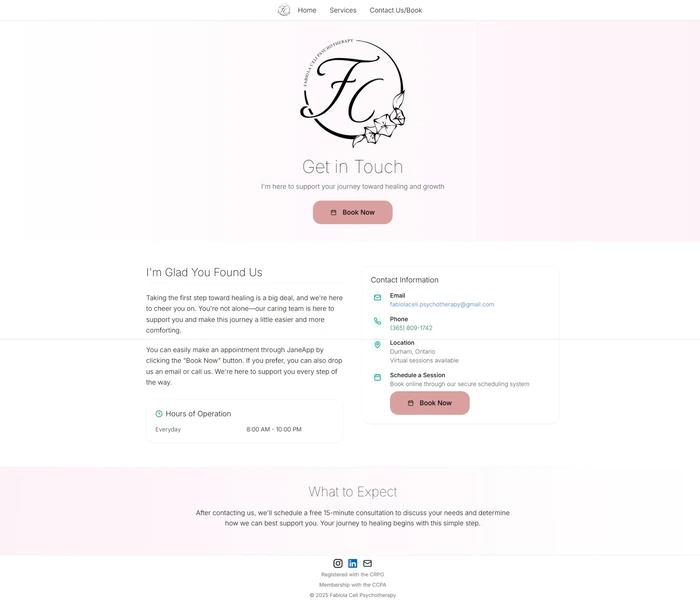 Home Services Contact Us/Book
FABIOLA CELI PSYCHOTHERAPY
FC
Get in Touch
I'm here to support your journey toward healing and growth
Book Now
I'm Glad You Found Us
Taking the first step toward healing is a big deal, and we're here
to cheer you on. You're not alone—our caring team is here to
support you and make this journey a little easier and more
comforting.
You can easily make an appointment through JaneApp by
clicking the "Book Now" button. If you prefer, you can also drop
us an email or call us. We're here to support you every step of
the way.
Hours of Operation
Everyday 8:00 AM - 10:00 PM
Contact Information
Email
fabiolaceli.psychotherapy@gmail.com
Phone
(365) 809-1742
Location
Durham, Ontario
Virtual sessions available
Schedule a Session
Book online through our secure scheduling system
Book Now
What to Expect
After contacting us, we'll schedule a free 15-minute consultation to discuss your needs and determine
how we can best support you. Your journey to healing begins with this simple step.
Registered with the CRPO
Membership with the CCPA
© 2025 Fabiola Celi Psychotherapy